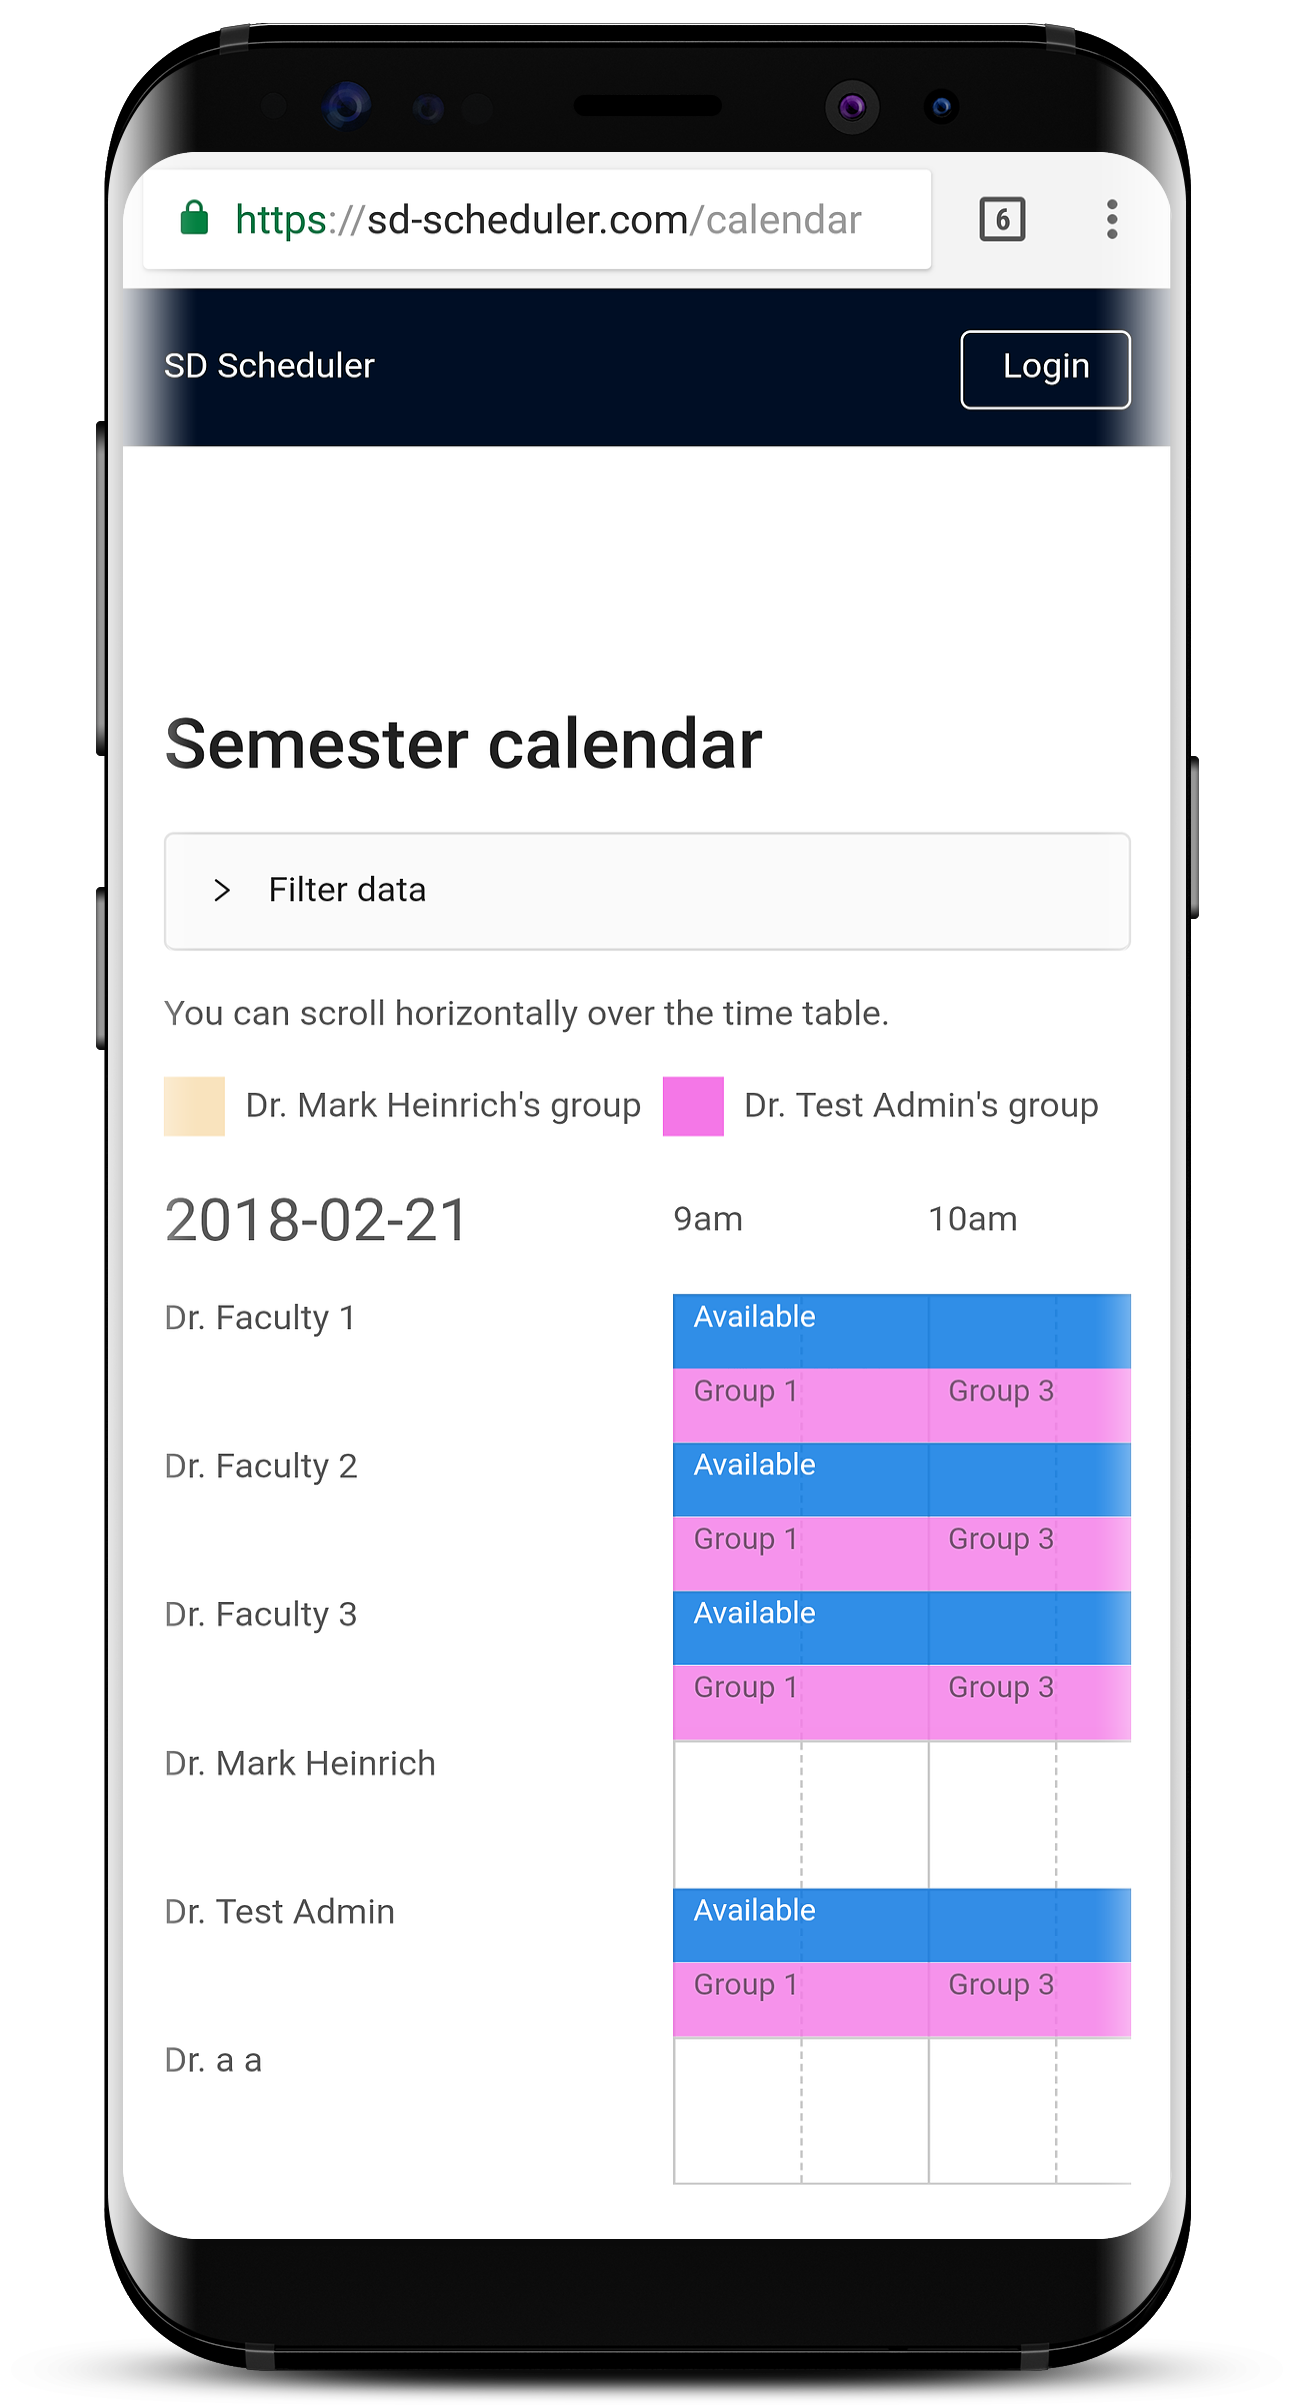 https://sd-scheduler.com/calendar 6
SD Scheduler Login
Semester calendar
> Filter data
You can scroll horizontally over the time table.
Dr. Mark Heinrich's group Dr. Test Admin's group
2018-02-21 9am 10am
Dr. Faculty 1 Available
Group 1 Group 3
Dr. Faculty 2 Available
Group 1 Group 3
Dr. Faculty 3 Available
Group 1 Group 3
Dr. Mark Heinrich
Dr. Test Admin Available
Group 1 Group 3
Dr. a a